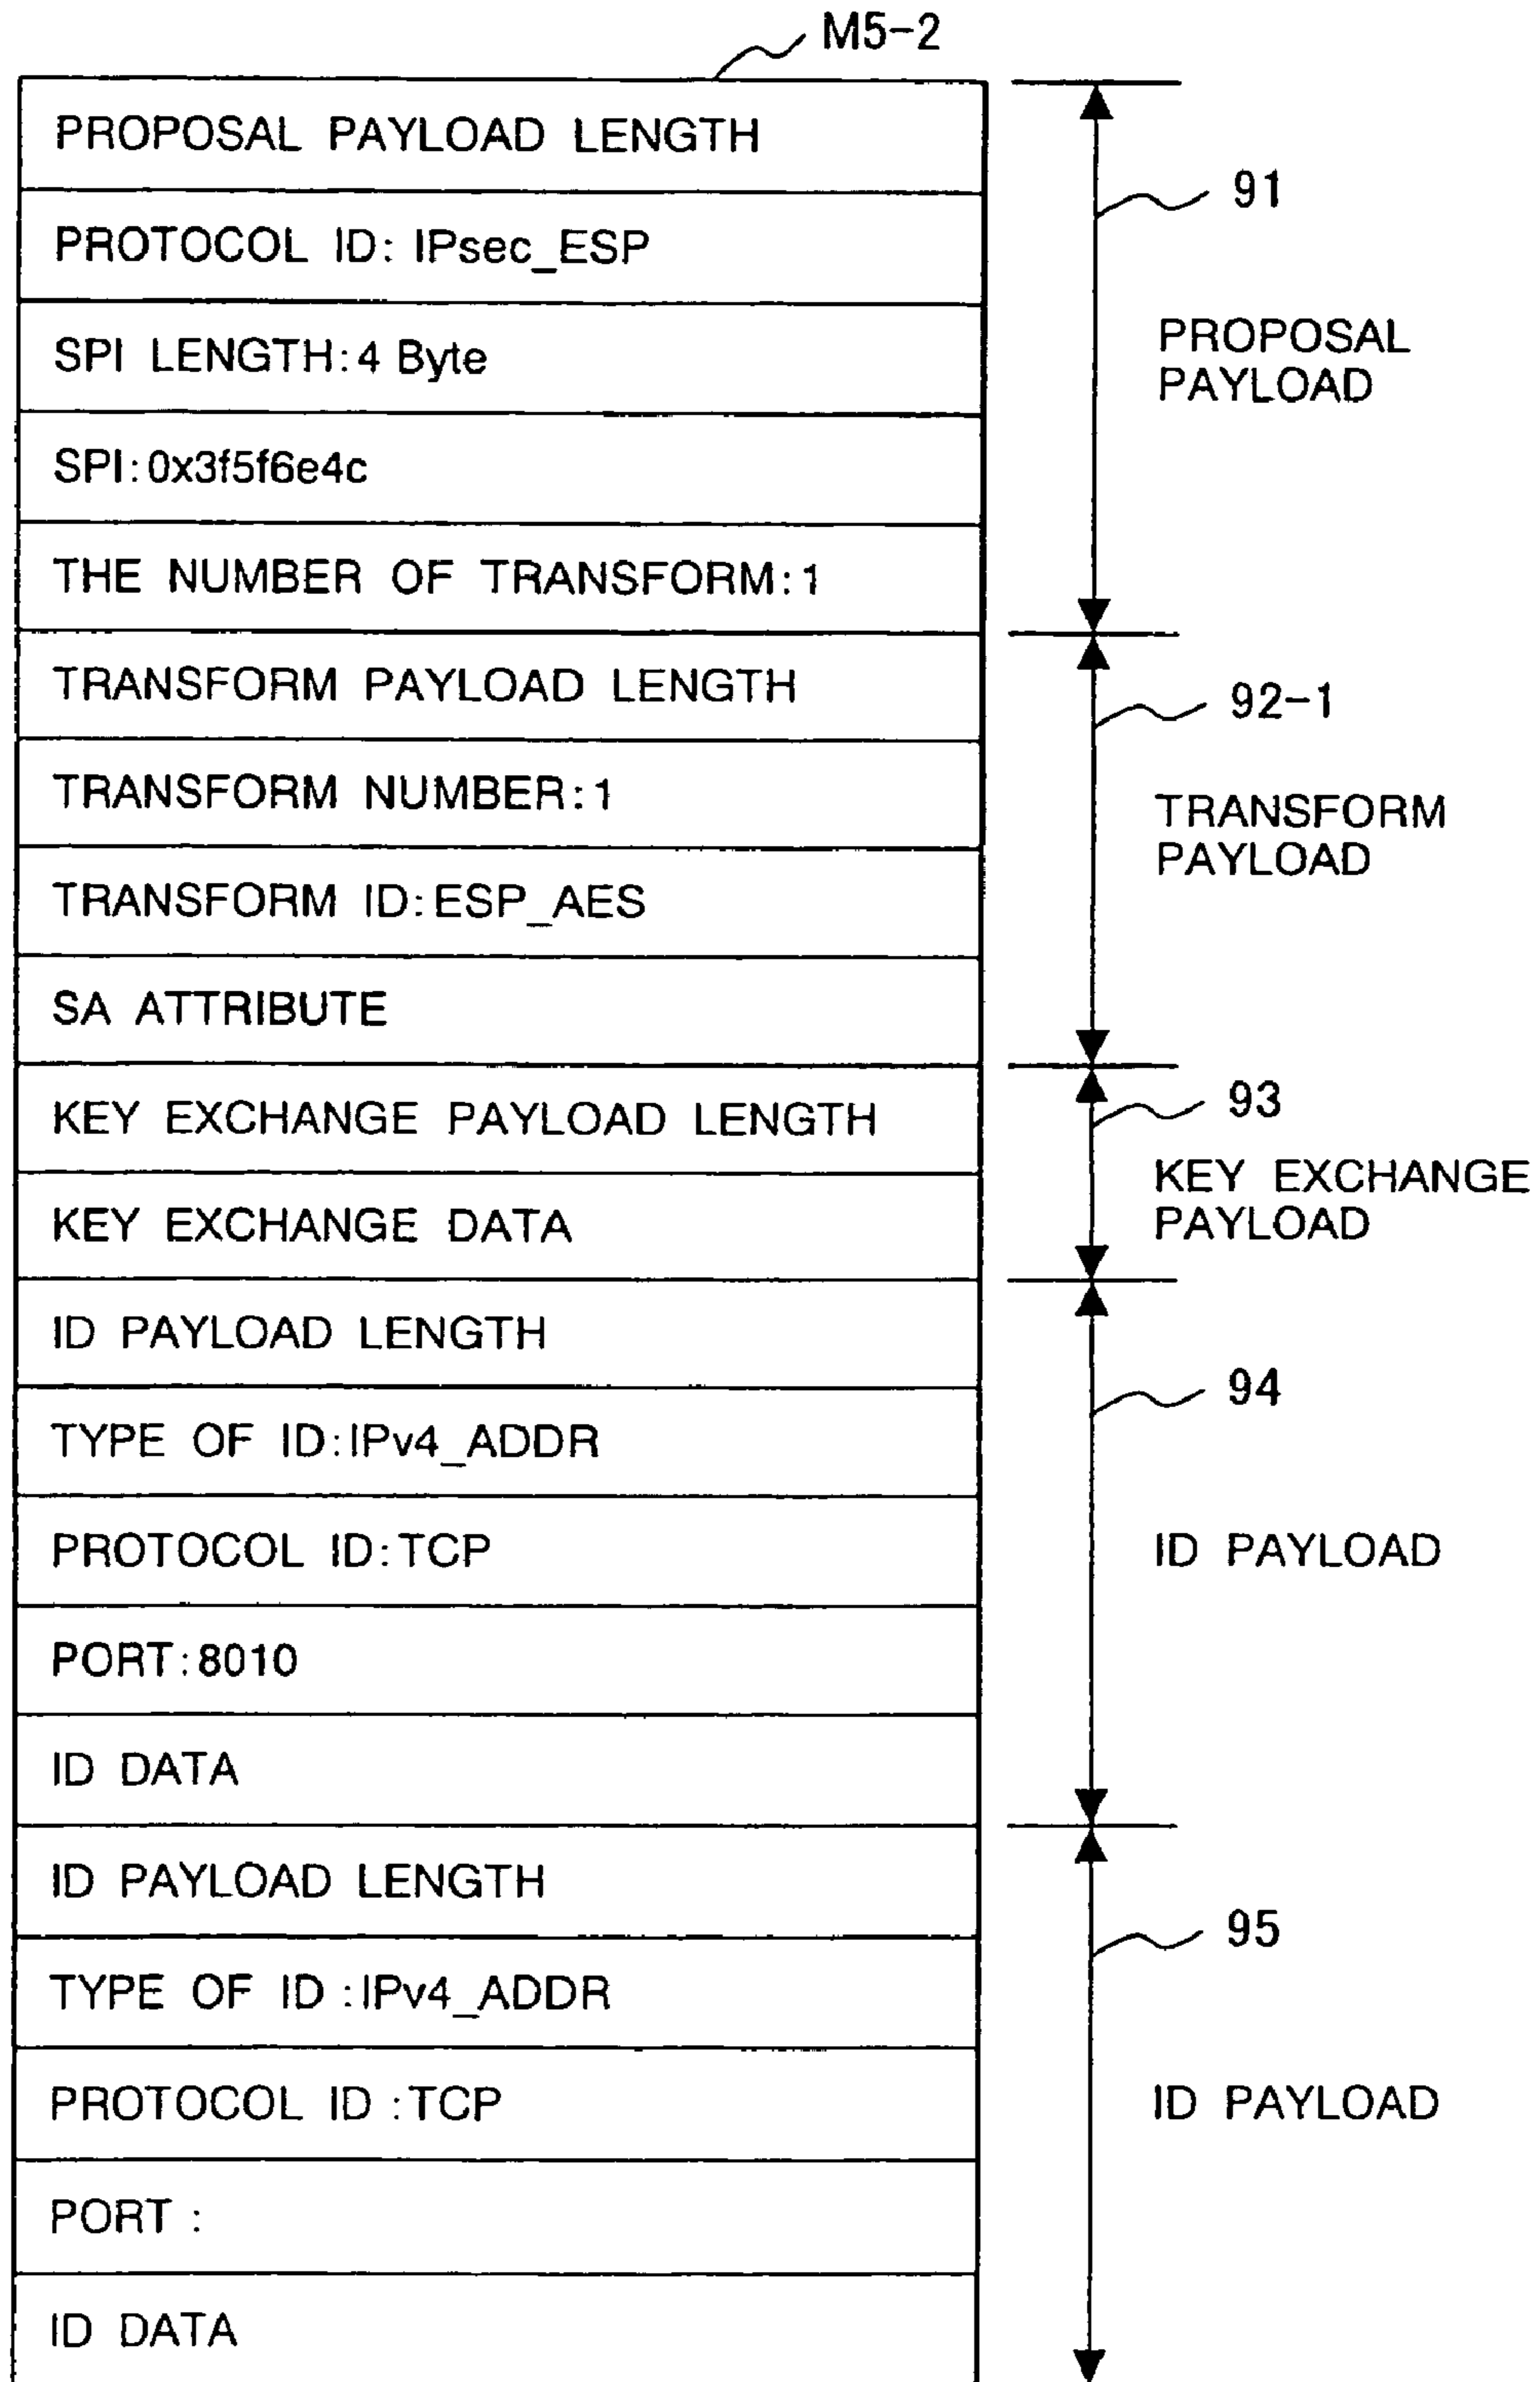 M5-2
PROPOSAL PAYLOAD LENGTH
PROTOCOL ID: IPsec_ESP
SPI LENGTH:4 Byte
SPI:0x3f5f6e4c
THE NUMBER OF TRANSFORM:1
91
PROPOSAL
PAYLOAD
TRANSFORM PAYLOAD LENGTH
TRANSFORM NUMBER:1
TRANSFORM ID:ESP_AES
SA ATTRIBUTE
92-1
TRANSFORM
PAYLOAD
KEY EXCHANGE PAYLOAD LENGTH
KEY EXCHANGE DATA
93
KEY EXCHANGE
PAYLOAD
ID PAYLOAD LENGTH
TYPE OF ID:IPv4_ADDR
PROTOCOL ID:TCP
PORT:8010
ID DATA
94
ID PAYLOAD
ID PAYLOAD LENGTH
TYPE OF ID :IPv4_ADDR
PROTOCOL ID :TCP
PORT :
ID DATA
95
ID PAYLOAD